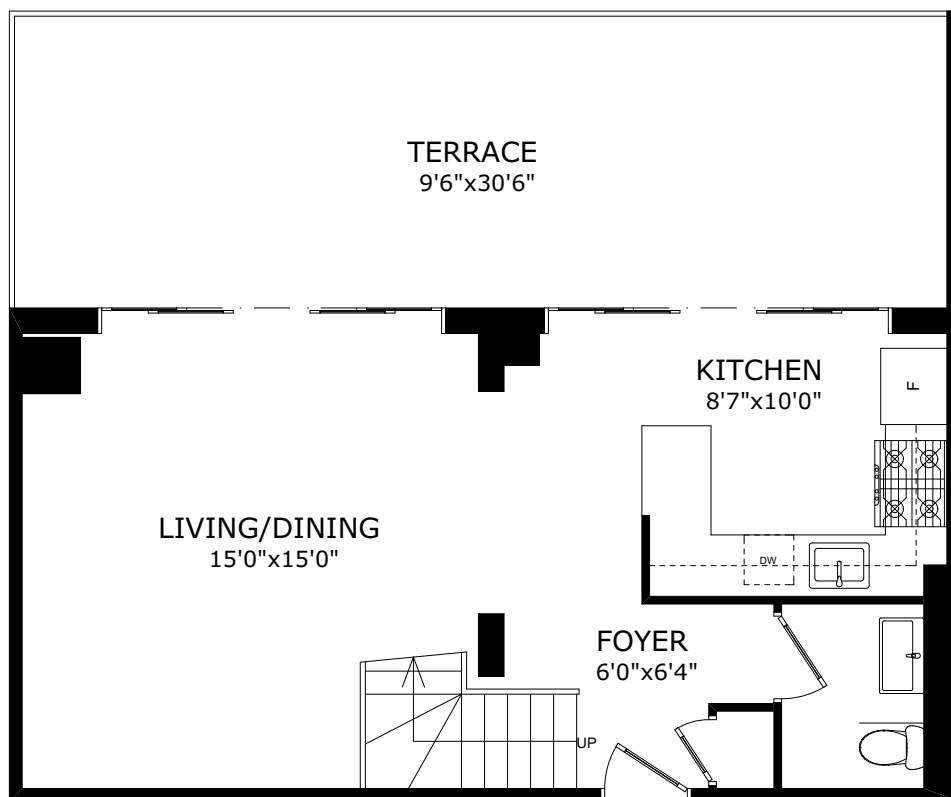 TERRACE
9'6"x30'6"
KITCHEN
8'7"x10'0"
F
LIVING/DINING
15'0"x15'0"
DW
FOYER
6'0"x6'4"
UP